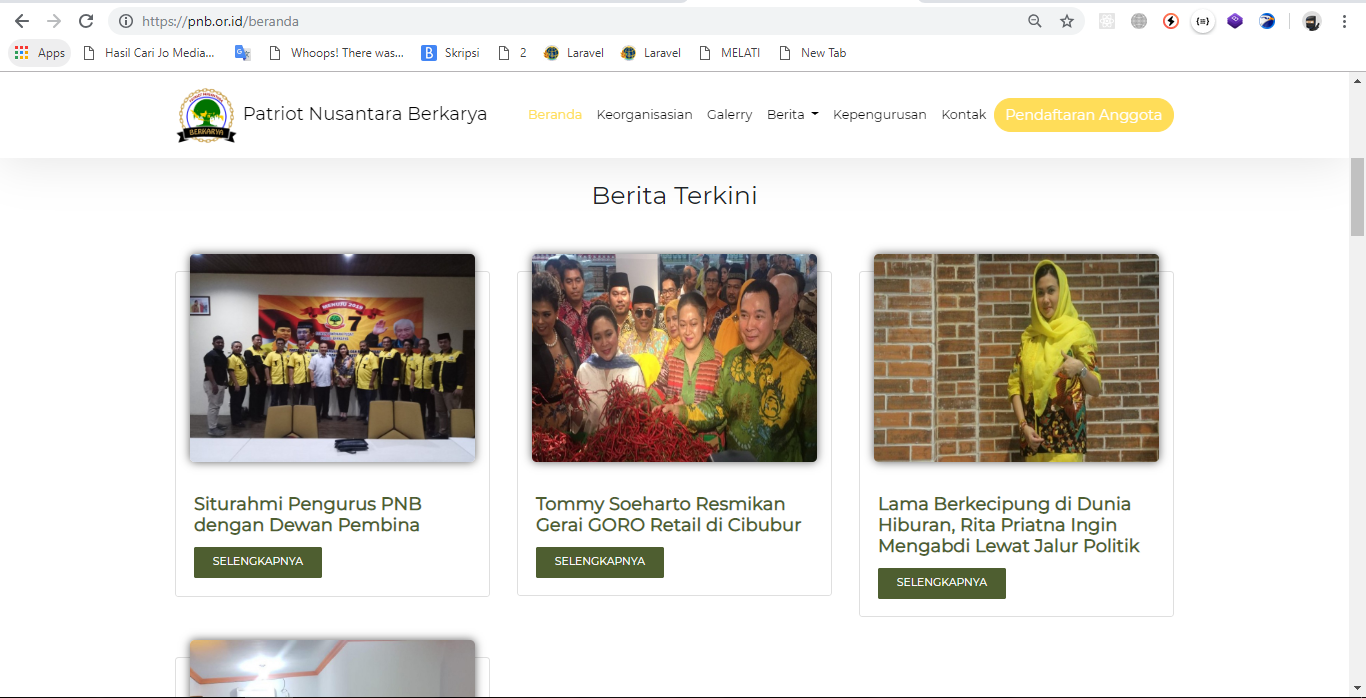 https://pnb.or.id/beranda
Apps
Hasil Cari Jo Media...
Whoops! There was...
Skripsi
2
Laravel
Laravel
MELATI
New Tab
BERKARYA
Patriot Nusantara Berkarya
Beranda
Keorganisasian
Galerry
Berita
Kepengurusan
Kontak
Pendaftaran Anggota
Berita Terkini
7
Siturahmi Pengurus PNB
dengan Dewan Pembina
SELENGKAPNYA
Tommy Soeharto Resmikan
Gerai GORO Retail di Cibubur
SELENGKAPNYA
Lama Berkecipung di Dunia
Hiburan, Rita Priatna Ingin
Mengabdi Lewat Jalur Politik
SELENGKAPNYA